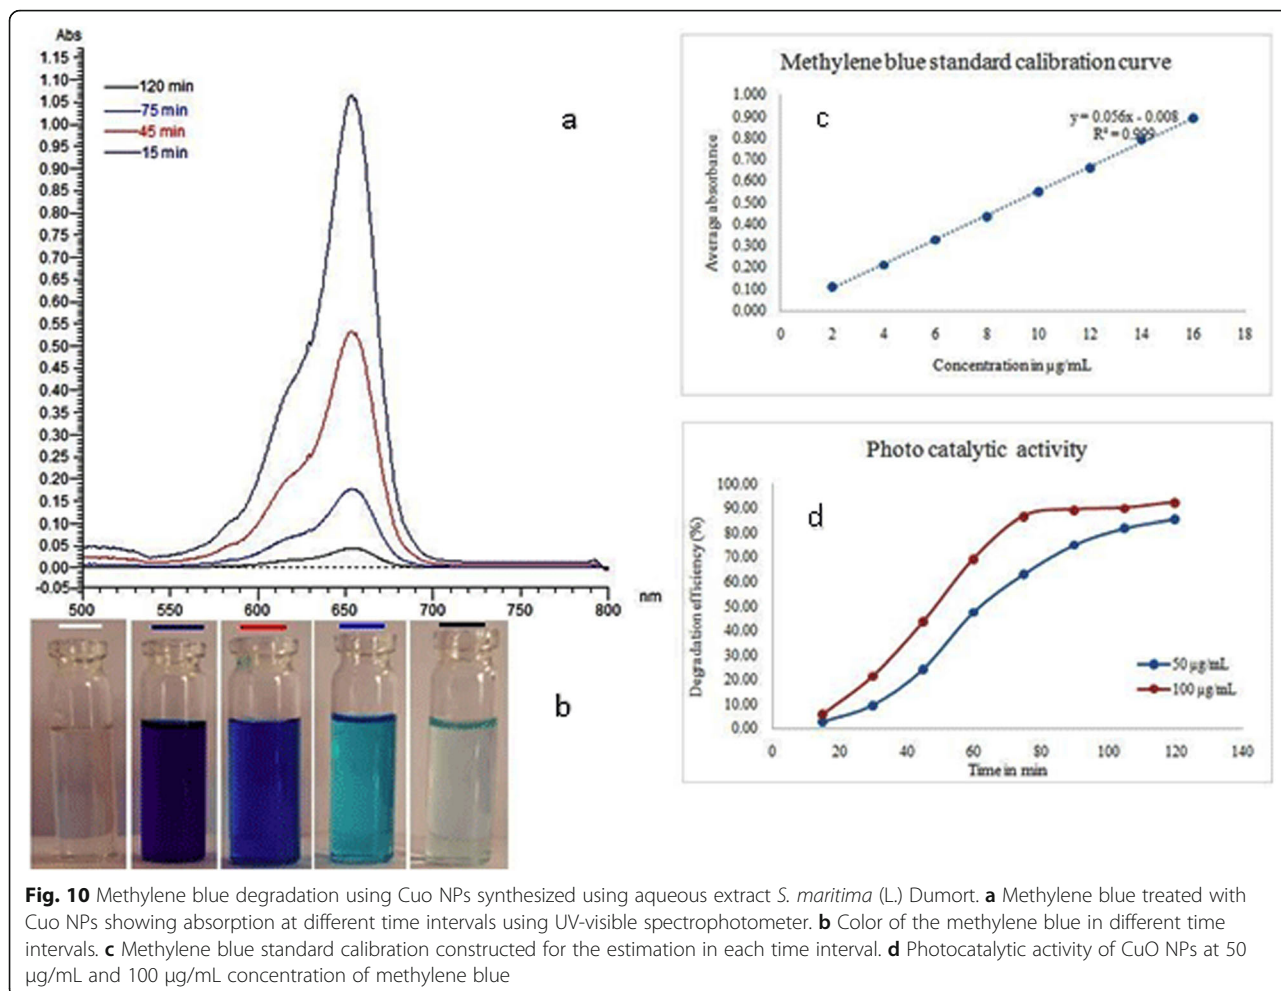 Abs
1.15
1.10
1.05
1.00
0.95
0.90
0.85
0.80
0.75
0.70
0.65
0.60
0.55
0.50
0.45
0.40
0.35
0.30
0.25
0.20
0.15
0.10
0.05
0.00
-0.05
120 min
75 min
45 min
15 min
a
500 600 650 700 750 800
nm
b
Methylene blue standard calibration curve
c
y = 0.056x - 0.008
R² = 0.999
Average absorbance
1.000
0.900
0.800
0.700
0.600
0.500
0.400
0.300
0.200
0.100
0.000
0 2 4 6 8 10 12 14 16 18
Concentration in µg/mL
Photo catalytic activity
d
Degradation efficiency (%)
100.00
90.00
80.00
70.00
60.00
50.00
40.00
30.00
20.00
10.00
0.00
50 µg/mL
100 µg/mL
0 20 40 60 80 100 120 140
Time in min
Fig. 10 Methylene blue degradation using Cuo NPs synthesized using aqueous extract S. maritima (L.) Dumort. a Methylene blue treated with
Cuo NPs showing absorption at different time intervals using UV-visible spectrophotometer. b Color of the methylene blue in different time
intervals. c Methylene blue standard calibration constructed for the estimation in each time interval. d Photocatalytic activity of CuO NPs at 50
µg/mL and 100 µg/mL concentration of methylene blue